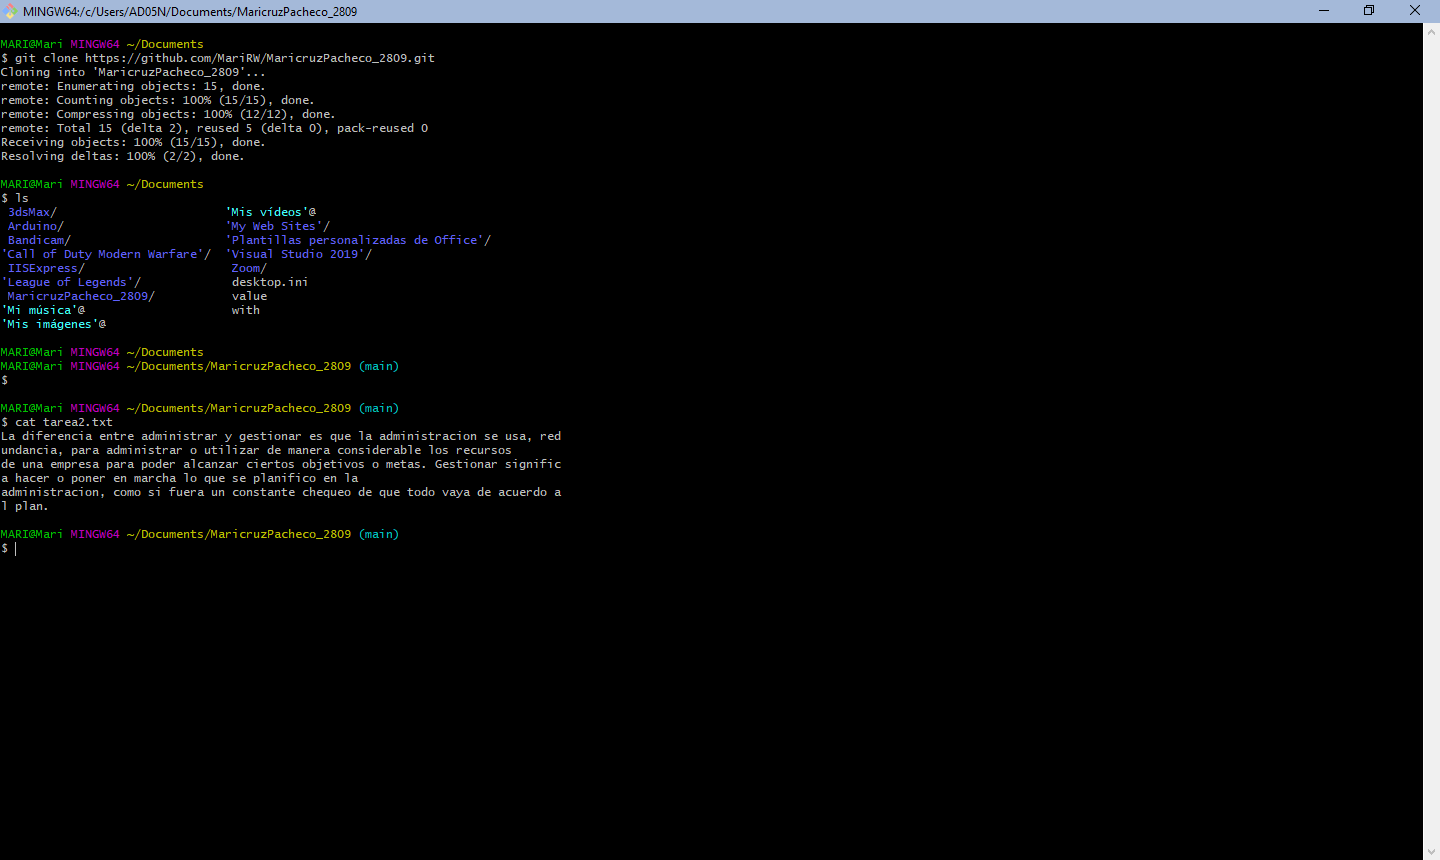 MINGW64:/c/Users/AD05N/Documents/MaricruzPacheco_2809
MARI@Mari MINGW64 ~/Documents
$ git clone https://github.com/MariRW/MaricruzPacheco_2809.git
Cloning into 'MaricruzPacheco_2809'...
remote: Enumerating objects: 15, done.
remote: Counting objects: 100% (15/15), done.
remote: Compressing objects: 100% (12/12), done.
remote: Total 15 (delta 2), reused 5 (delta 0), pack-reused 0
Receiving objects: 100% (15/15), done.
Resolving deltas: 100% (2/2), done.
MARI@Mari MINGW64 ~/Documents
$ ls
3dsMax/ 'Mis vídeos'@
Arduino/ 'My Web Sites'/
Bandicam/ 'Plantillas personalizadas de Office'/
'Call of Duty Modern Warfare'/ 'Visual Studio 2019'/
IISExpress/ Zoom/
'League of Legends'/ desktop.ini
MaricruzPacheco_2809/ value
'Mi música'@ with
'Mis imágenes'@
MARI@Mari MINGW64 ~/Documents
MARI@Mari MINGW64 ~/Documents/MaricruzPacheco_2809 (main)
$
MARI@Mari MINGW64 ~/Documents/MaricruzPacheco_2809 (main)
$ cat tarea2.txt
La diferencia entre administrar y gestionar es que la administracion se usa, red
undancia, para administrar o utilizar de manera considerable los recursos
de una empresa para poder alcanzar ciertos objetivos o metas. Gestionar signific
a hacer o poner en marcha lo que se planifico en la
administracion, como si fuera un constante chequeo de que todo vaya de acuerdo a
l plan.
MARI@Mari MINGW64 ~/Documents/MaricruzPacheco_2809 (main)
$